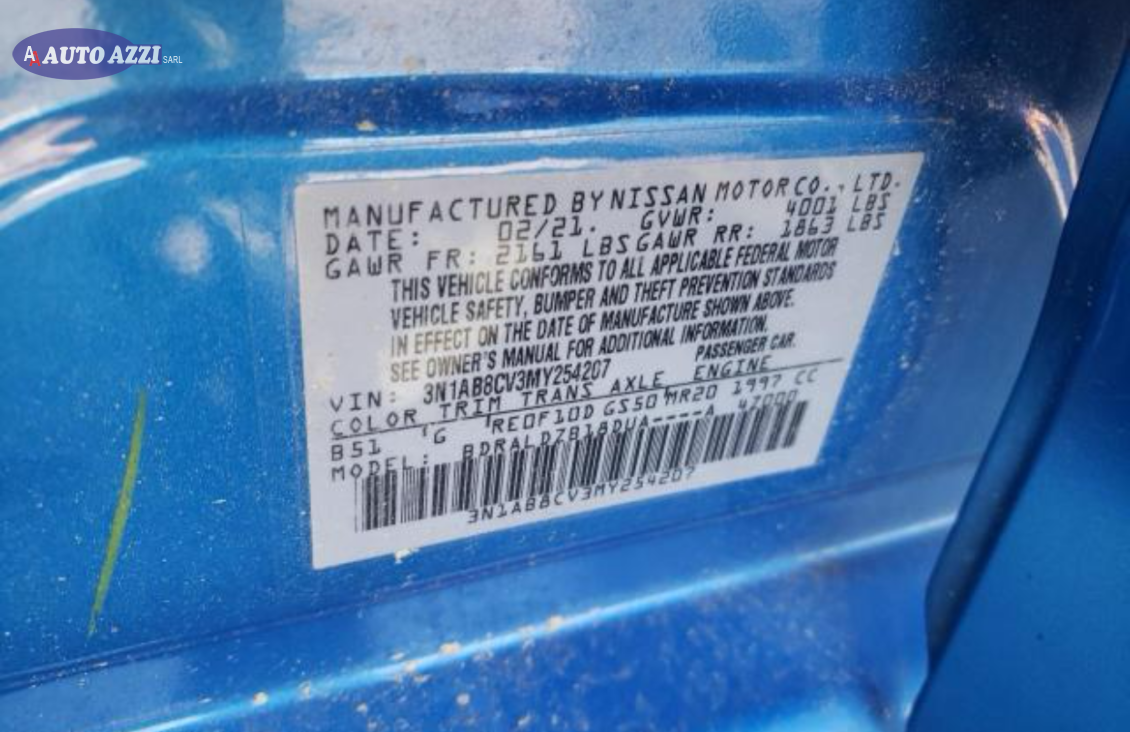 AA AUTO AZZI SARL
MANUFACTURED BY NISSAN MOTOR CO., LTD.
DATE: 02/21. GVWR: 4001 LBS
GAWR FR: 2161 LBS GAWR RR: 1863 LBS
THIS VEHICLE CONFORMS TO ALL APPLICABLE FEDERAL MOTOR
VEHICLE SAFETY, BUMPER AND THEFT PREVENTION STANDARDS
IN EFFECT ON THE DATE OF MANUFACTURE SHOWN ABOVE.
SEE OWNER'S MANUAL FOR ADDITIONAL INFORMATION.
PASSENGER CAR.
VIN: 3N1AB8CV3MY254207
COLOR TRIM TRANS AXLE ENGINE
B51 G RE0F10D GS50 MR20 1997 CC
MODEL: BDRALDZB18DUA----A 47000
3N1AB8CV3MY254207